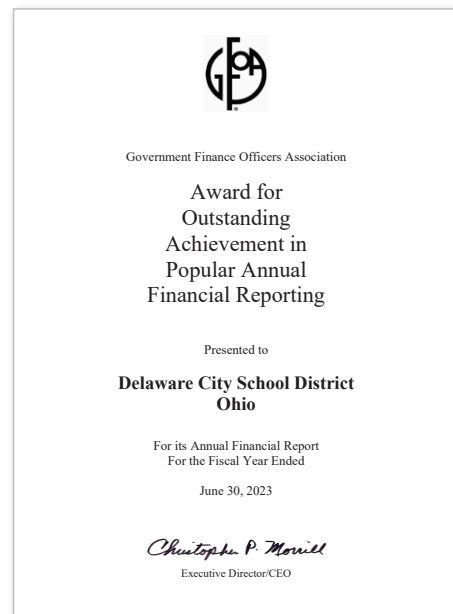 GFOA
Government Finance Officers Association
Award for
Outstanding
Achievement in
Popular Annual
Financial Reporting
Presented to
Delaware City School District
Ohio
For its Annual Financial Report
For the Fiscal Year Ended
June 30, 2023
Christopher P. Morrill
Executive Director/CEO